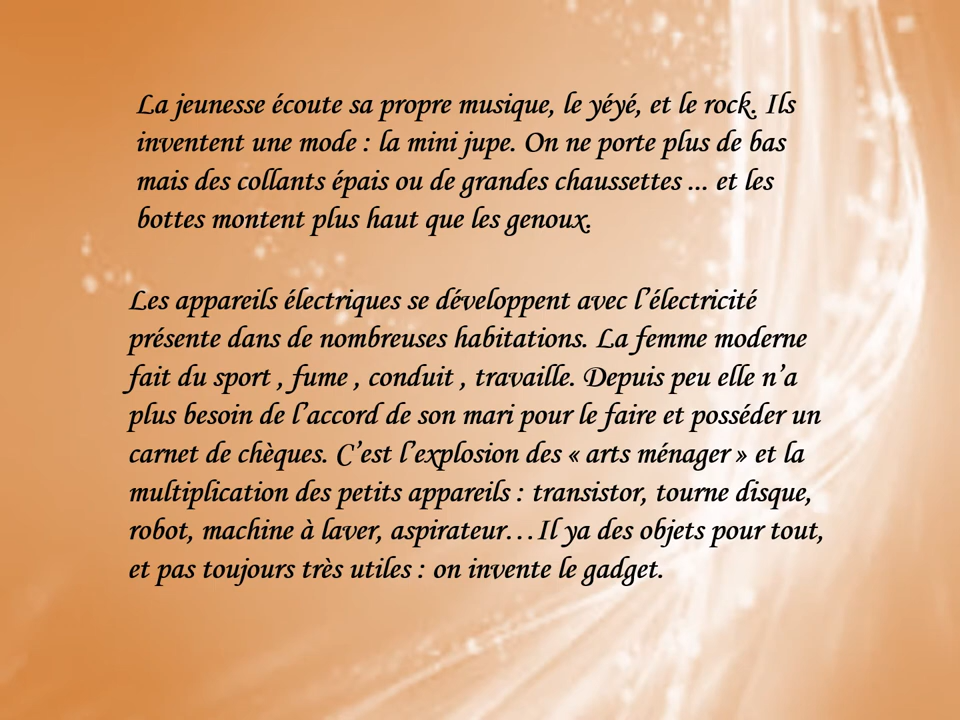 La jeunesse écoute sa propre musique, le yéyé, et le rock. Ils
inventent une mode : la mini jupe. On ne porte plus de bas
mais des collants épais ou de grandes chaussettes ... et les
bottes montent plus haut que les genoux.
Les appareils électriques se développent avec l’électricité
présente dans de nombreuses habitations. La femme moderne
fait du sport , fume , conduit , travaille. Depuis peu elle n’a
plus besoin de l’accord de son mari pour le faire et posséder un
carnet de chèques. C’est l’explosion des « arts ménager » et la
multiplication des petits appareils : transistor, tourne disque,
robot, machine à laver, aspirateur…Il ya des objets pour tout,
et pas toujours très utiles : on invente le gadget.